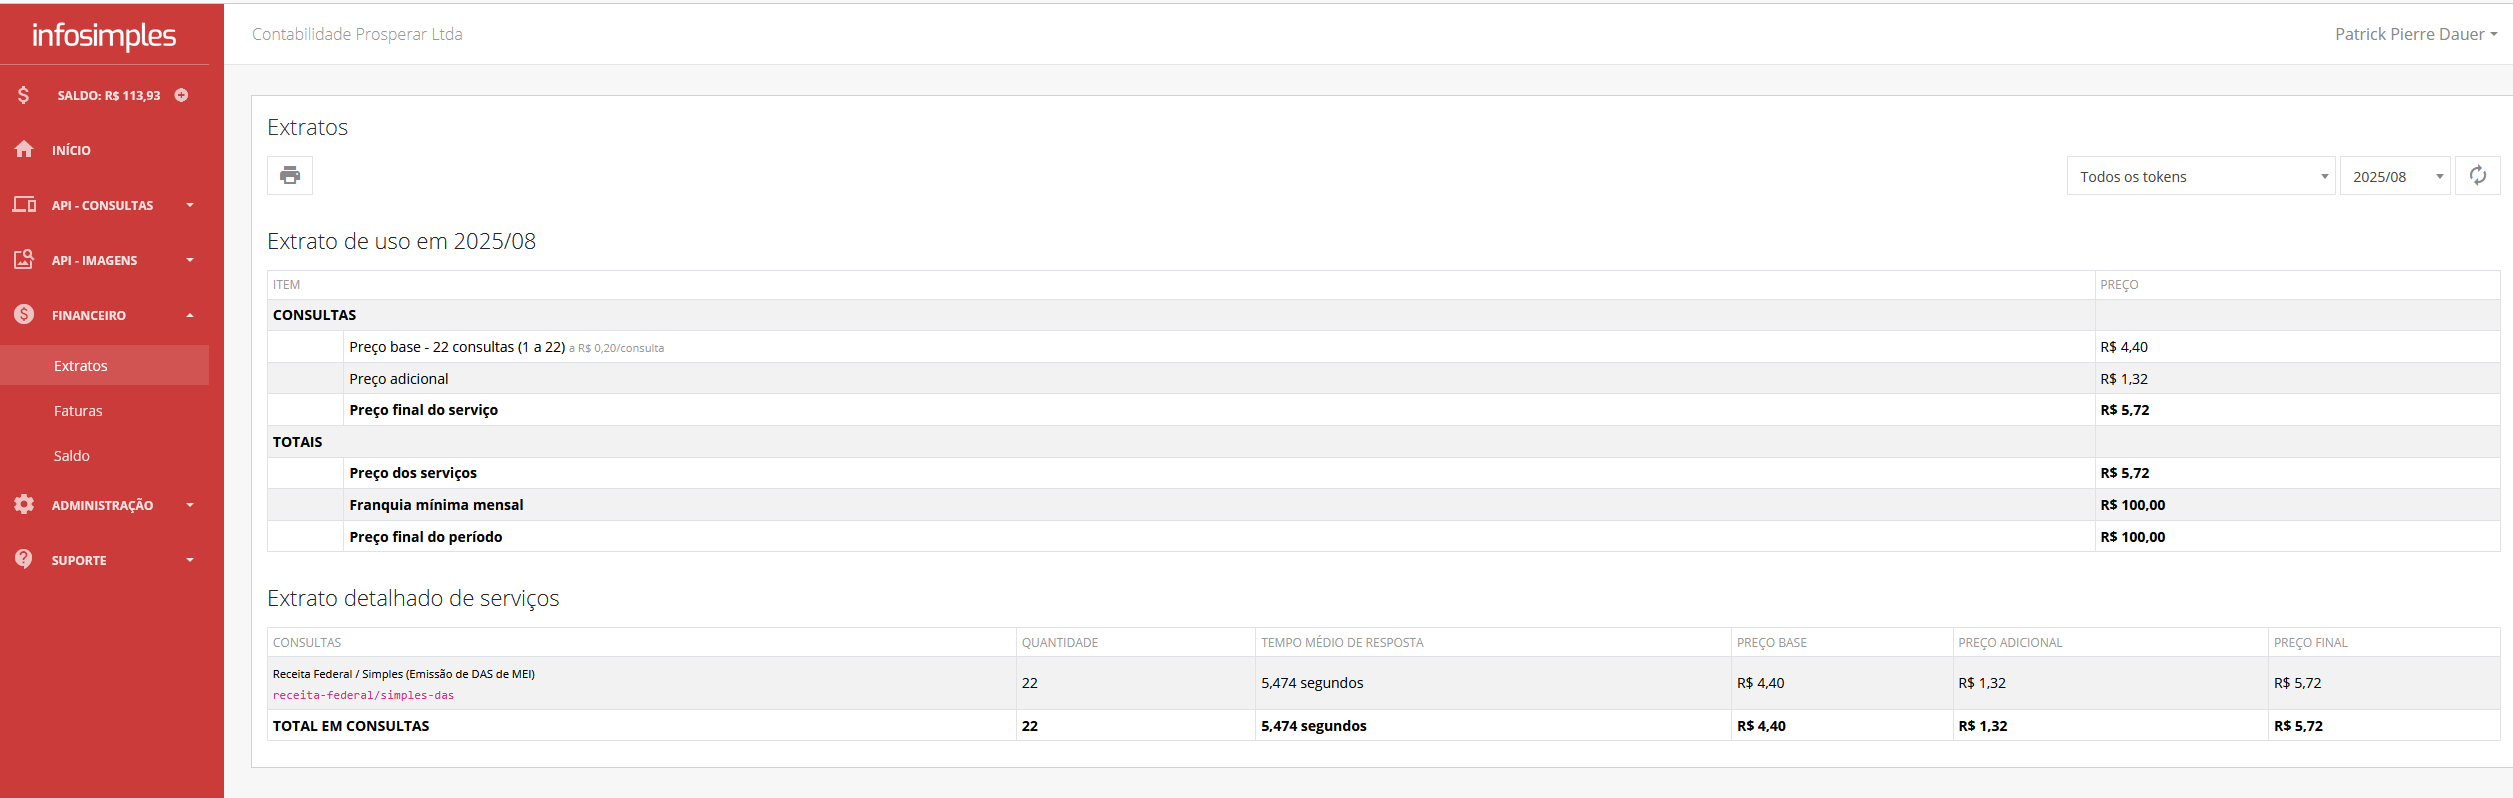 infosimples
Contabilidade Prosperar Ltda
Patrick Pierre Dauer
SALDO: R$ 113,93
INÍCIO
API - CONSULTAS
API - IMAGENS
FINANCEIRO
Extratos
Faturas
Saldo
ADMINISTRAÇÃO
SUPORTE
Extratos
Todos os tokens
2025/08
Extrato de uso em 2025/08
ITEM PREÇO
CONSULTAS
Preço base - 22 consultas (1 a 22) a R$ 0,20/consulta R$ 4,40
Preço adicional R$ 1,32
Preço final do serviço R$ 5,72
TOTAIS
Preço dos serviços R$ 5,72
Franquia mínima mensal R$ 100,00
Preço final do período R$ 100,00
Extrato detalhado de serviços
CONSULTAS QUANTIDADE TEMPO MÉDIO DE RESPOSTA PREÇO BASE PREÇO ADICIONAL PREÇO FINAL
Receita Federal / Simples (Emissão de DAS de MEI)
receita-federal/simples-das
22 5,474 segundos R$ 4,40 R$ 1,32 R$ 5,72
TOTAL EM CONSULTAS 22 5,474 segundos R$ 4,40 R$ 1,32 R$ 5,72